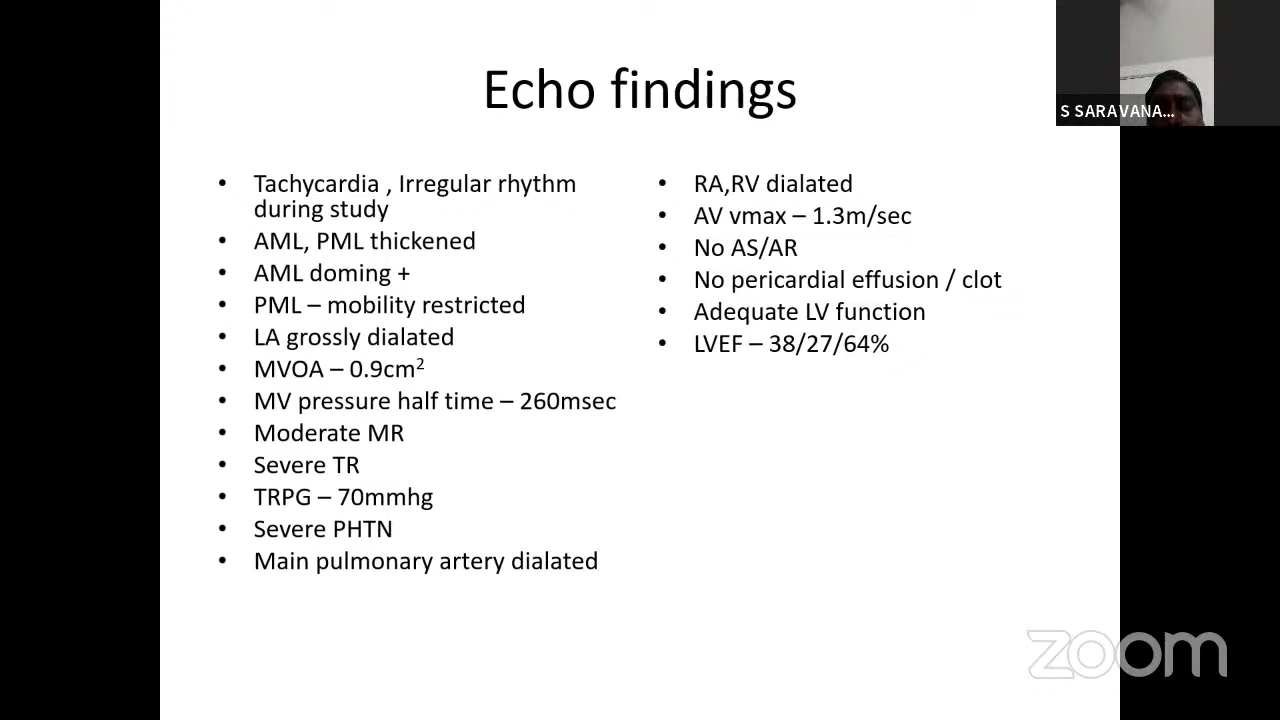 Echo findings
S SARAVANA...
• Tachycardia , Irregular rhythm
during study
• AML, PML thickened
• AML doming +
• PML – mobility restricted
• LA grossly dialated
• MVOA – 0.9cm²
• MV pressure half time – 260msec
• Moderate MR
• Severe TR
• TRPG – 70mmhg
• Severe PHTN
• Main pulmonary artery dialated
• RA,RV dialated
• AV vmax – 1.3m/sec
• No AS/AR
• No pericardial effusion / clot
• Adequate LV function
• LVEF – 38/27/64%
zoom